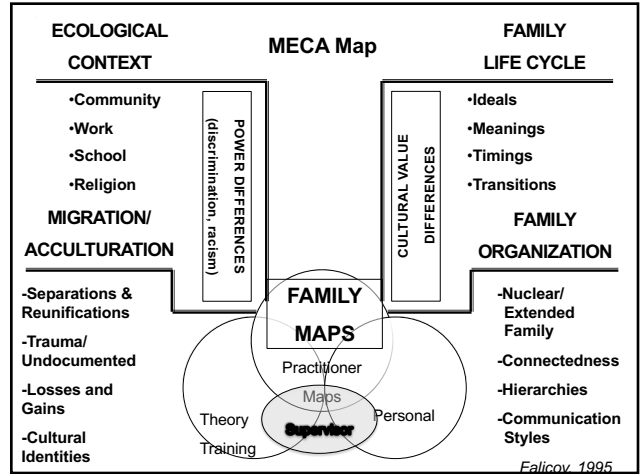 MECA Map
ECOLOGICAL
CONTEXT
•Community
•Work
•School
•Religion
POWER DIFFERENCES
(discrimination, racism)
MIGRATION/
ACCULTURATION
-Separations &
Reunifications
-Trauma/
Undocumented
-Losses and
Gains
-Cultural
Identities
FAMILY
LIFE CYCLE
•Ideals
•Meanings
•Timings
•Transitions
CULTURAL VALUE
DIFFERENCES
FAMILY
ORGANIZATION
-Nuclear/
Extended
Family
-Connectedness
-Hierarchies
-Communication
Styles
FAMILY
MAPS
Practitioner
Maps
Theory
Training
Personal
Supervisor
Falicov, 1995